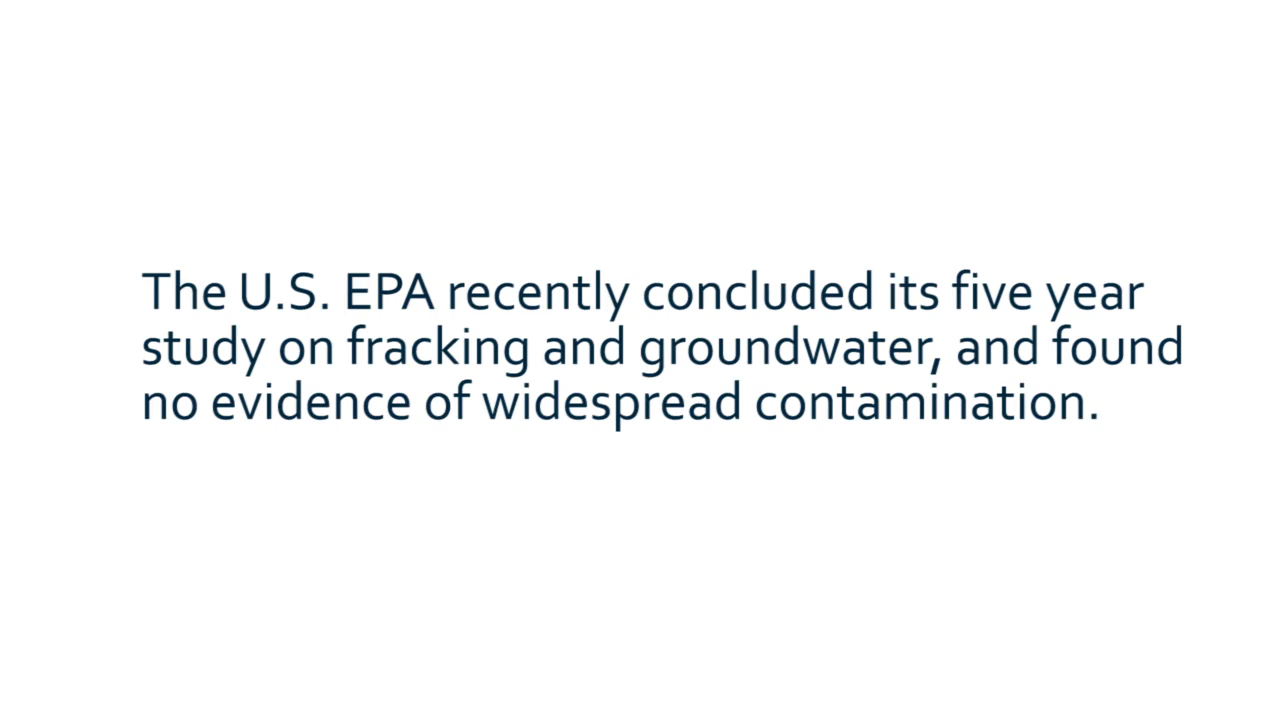 The U.S. EPA recently concluded its five year
study on fracking and groundwater, and found
no evidence of widespread contamination.